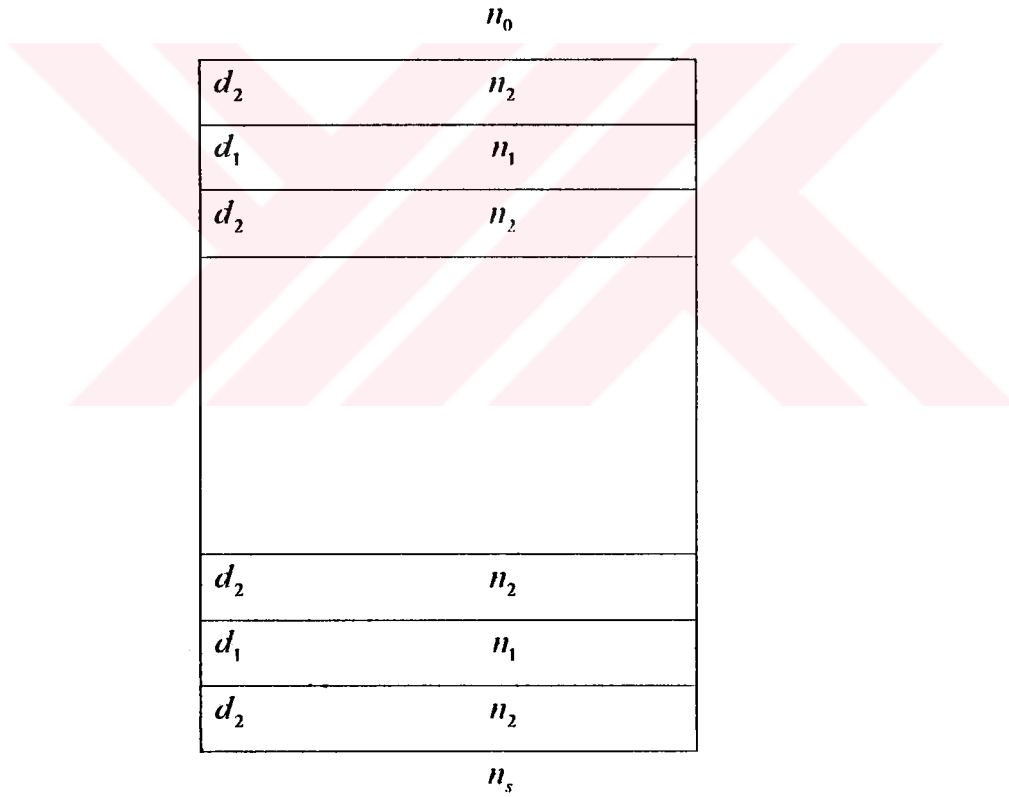 n₀
d₂ n₂
d₁ n₁
d₂ n₂
d₂ n₂
d₁ n₁
d₂ n₂
nₛ